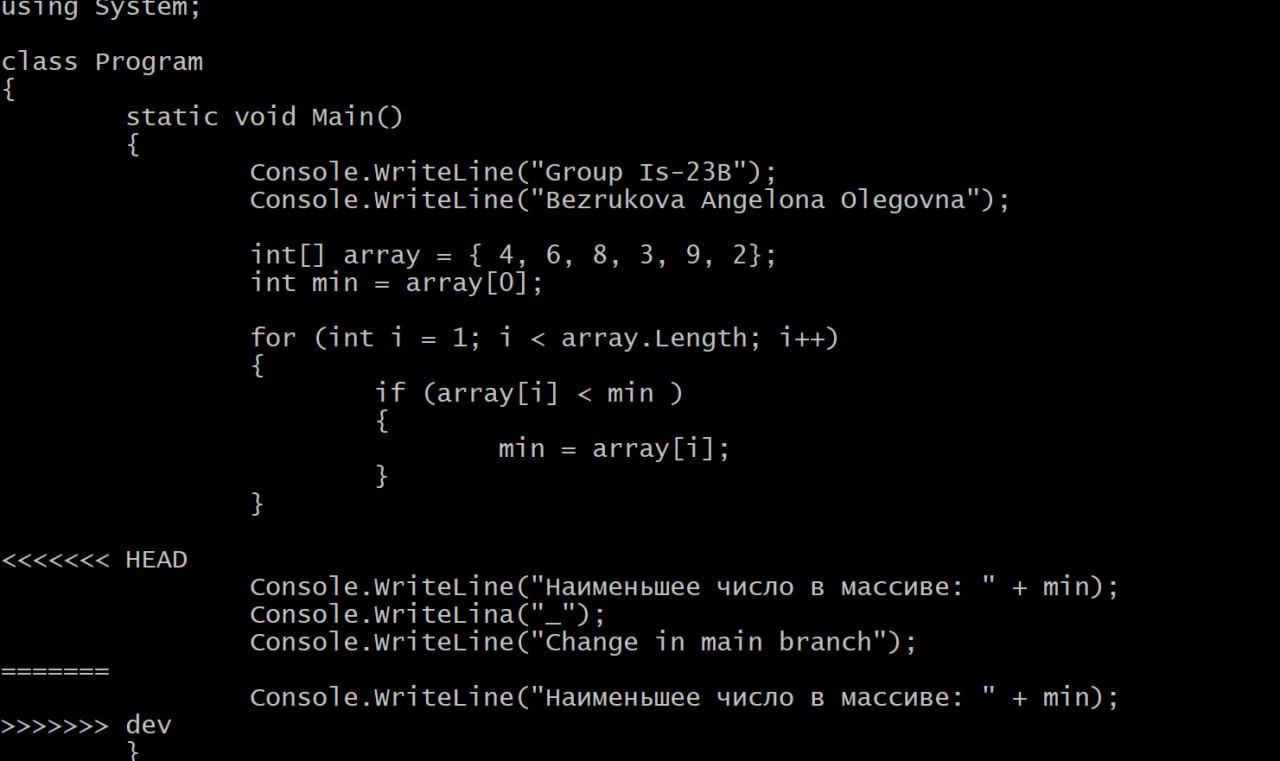 using System;
class Program
{
static void Main()
{
Console.WriteLine("Group Is-23B");
Console.WriteLine("Bezrukova Angelona Olegovna");
int[] array = { 4, 6, 8, 3, 9, 2};
int min = array[0];
for (int i = 1; i < array.Length; i++)
{
if (array[i] < min )
{
min = array[i];
}
}
<<<<<<< HEAD
Console.WriteLine("Наименьшее число в массиве: " + min);
Console.WriteLina("_");
Console.WriteLine("Change in main branch");
=======
Console.WriteLine("Наименьшее число в массиве: " + min);
>>>>>>> dev
}